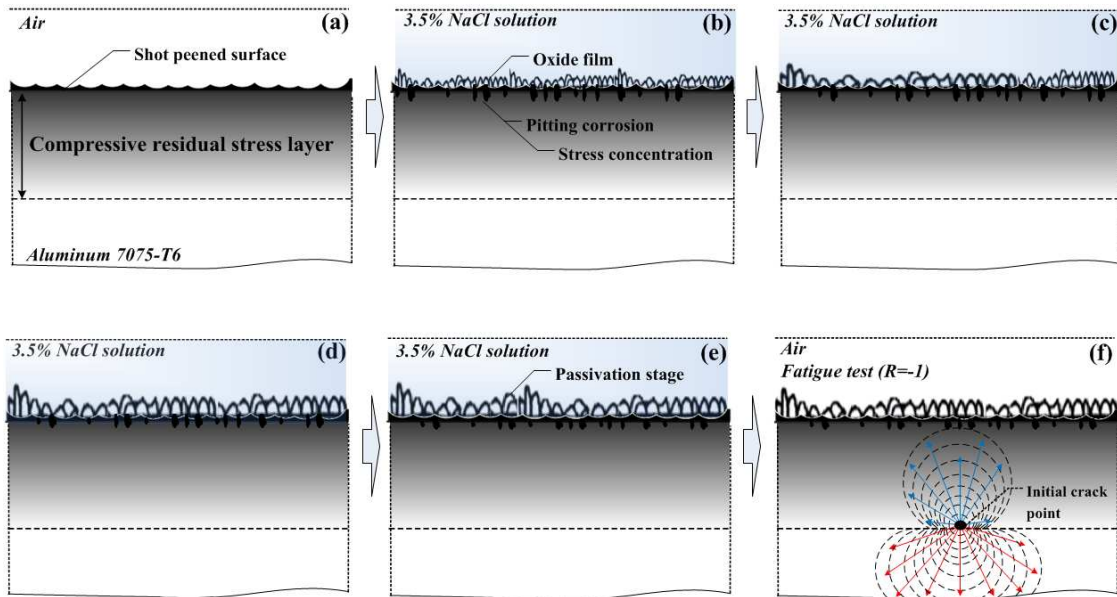 Air
(a)
Shot peened surface
Compressive residual stress layer
Aluminum 7075-T6
3.5% NaCl solution
(b)
Oxide film
Pitting corrosion
Stress concentration
3.5% NaCl solution
(c)
3.5% NaCl solution
(d)
3.5% NaCl solution
(e)
Passivation stage
Air
(f)
Fatigue test (R=-1)
Initial crack
point